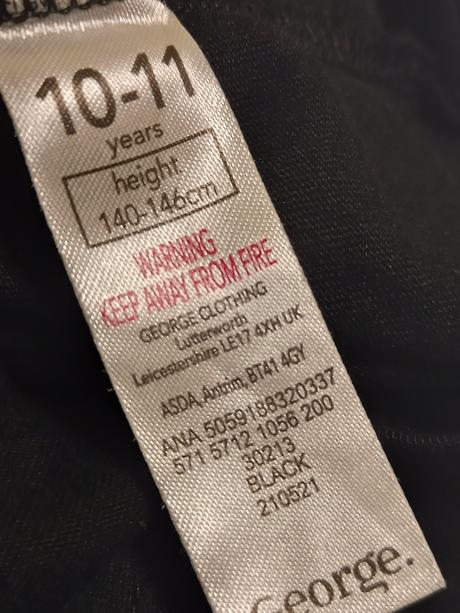 10-11
years
height
140-146cm
WARNING
KEEP AWAY FROM FIRE
GEORGE CLOTHING
Lutterworth
Leicestershire LE17 4XH UK
ASDA, Antrim, BT41 4GY
ANA 5059188320337
571 5712 1056 200
30213
BLACK
210521
George.